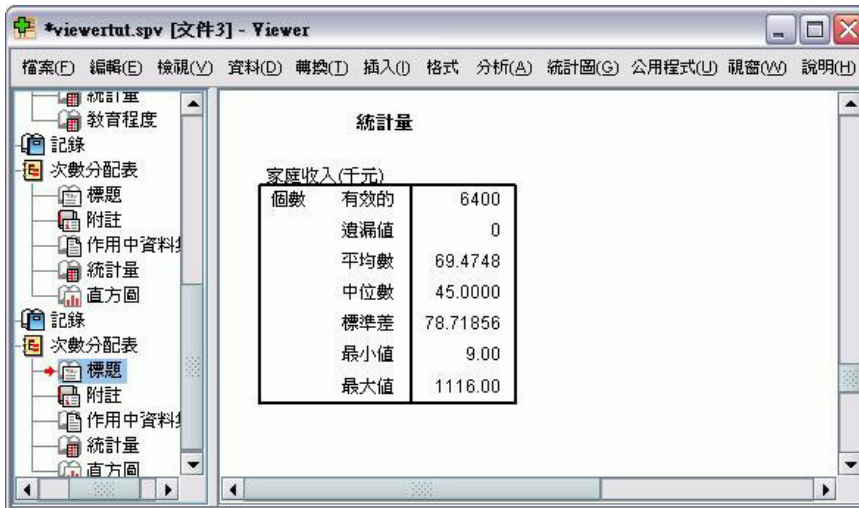 *viewertut.spv [文件3] - Viewer
檔案(F) 編輯(E) 檢視(V) 資料(D) 轉換(T) 插入(I) 格式 分析(A) 統計圖(G) 公用程式(U) 視窗(W) 說明(H)
統計量
教育程度
記錄
次數分配表
標題
附註
作用中資料集
統計量
直方圖
記錄
次數分配表
標題
附註
作用中資料集
統計量
直方圖
統計量
家庭收入(千元)
個數 有效的 6400
遺漏值 0
平均數 69.4748
中位數 45.0000
標準差 78.71856
最小值 9.00
最大值 1116.00